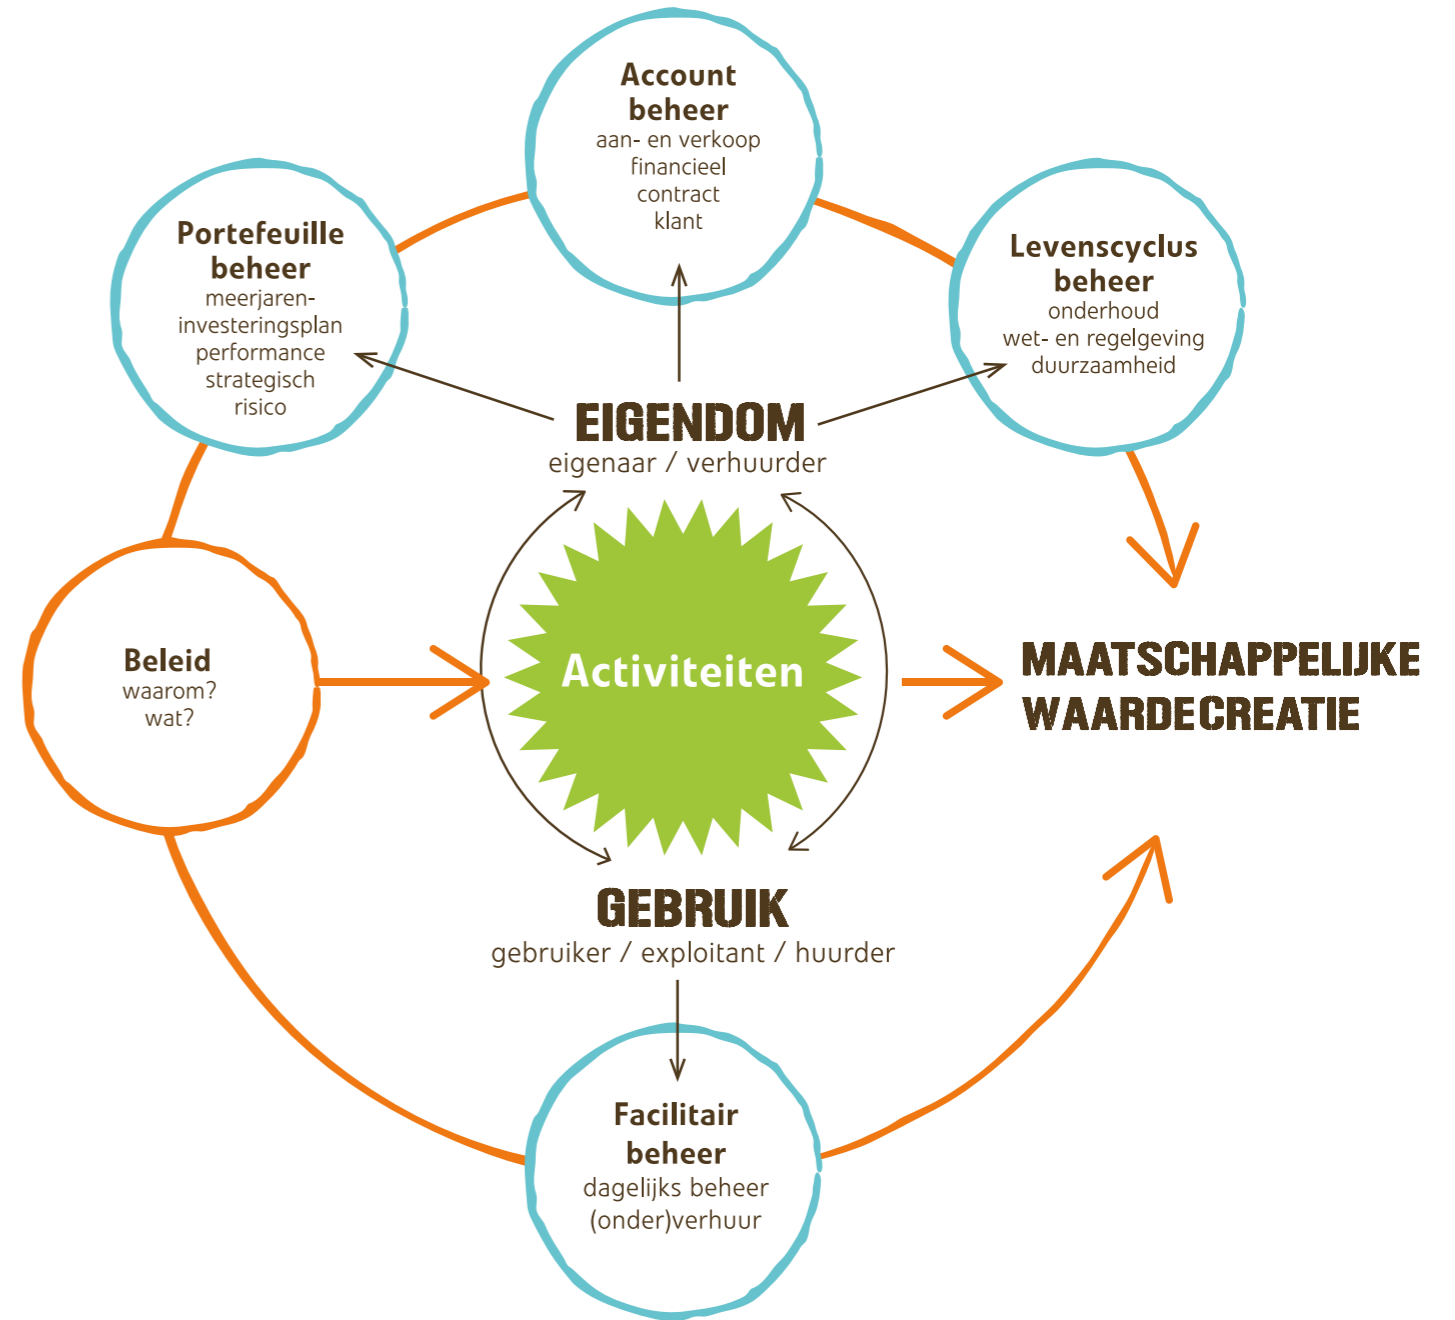 Account
beheer
aan- en verkoop
financieel
contract
klant
Portefeuille
beheer
meerjaren-
investeringsplan
performance
strategisch
risico
Levenscyclus
beheer
onderhoud
wet- en regelgeving
duurzaamheid
EIGENDOM
eigenaar / verhuurder
Beleid
waarom?
wat?
Activiteiten
MAATSCHAPPELIJKE
WAARDECREATIE
GEBRUIK
gebruiker / exploitant / huurder
Facilitair
beheer
dagelijks beheer
(onder)verhuur